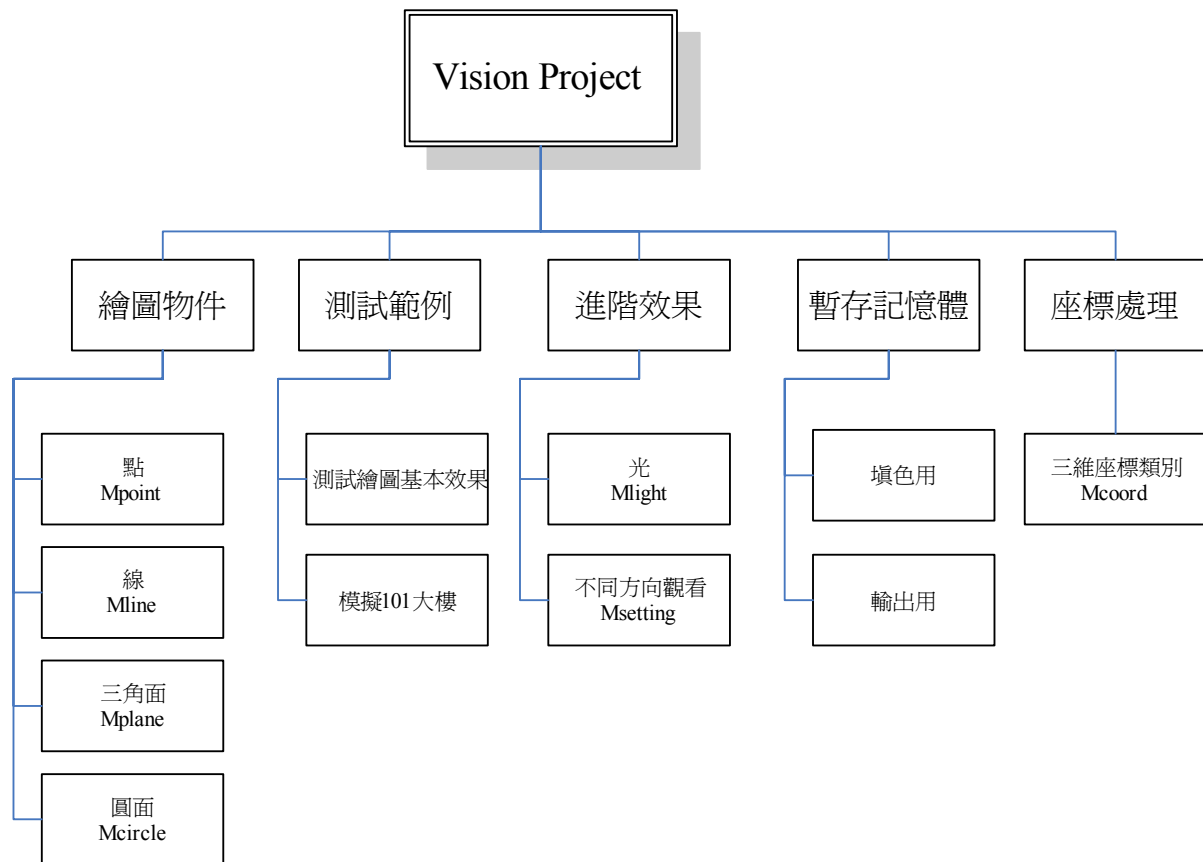 Vision Project
繪圖物件
測試範例
進階效果
暫存記憶體
座標處理
點
Mpoint
線
Mline
三角面
Mplane
圓面
Mcircle
測試繪圖基本效果
模擬101大樓
光
Mlight
不同方向觀看
Msetting
填色用
輸出用
三維座標類別
Mcoord